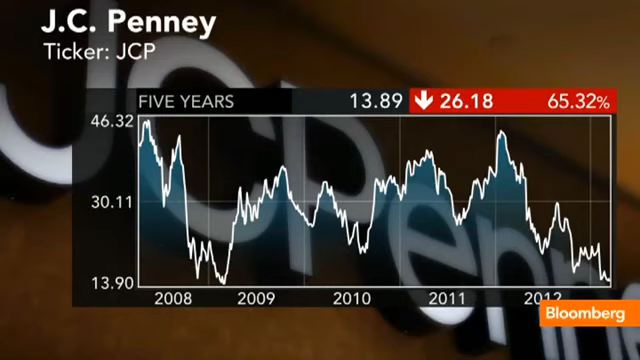 J.C. Penney
Ticker: JCP
FIVE YEARS 13.89 26.18 65.32%
46.32
30.11
13.90
2008 2009 2010 2011 2012
Bloomberg
JCPenne